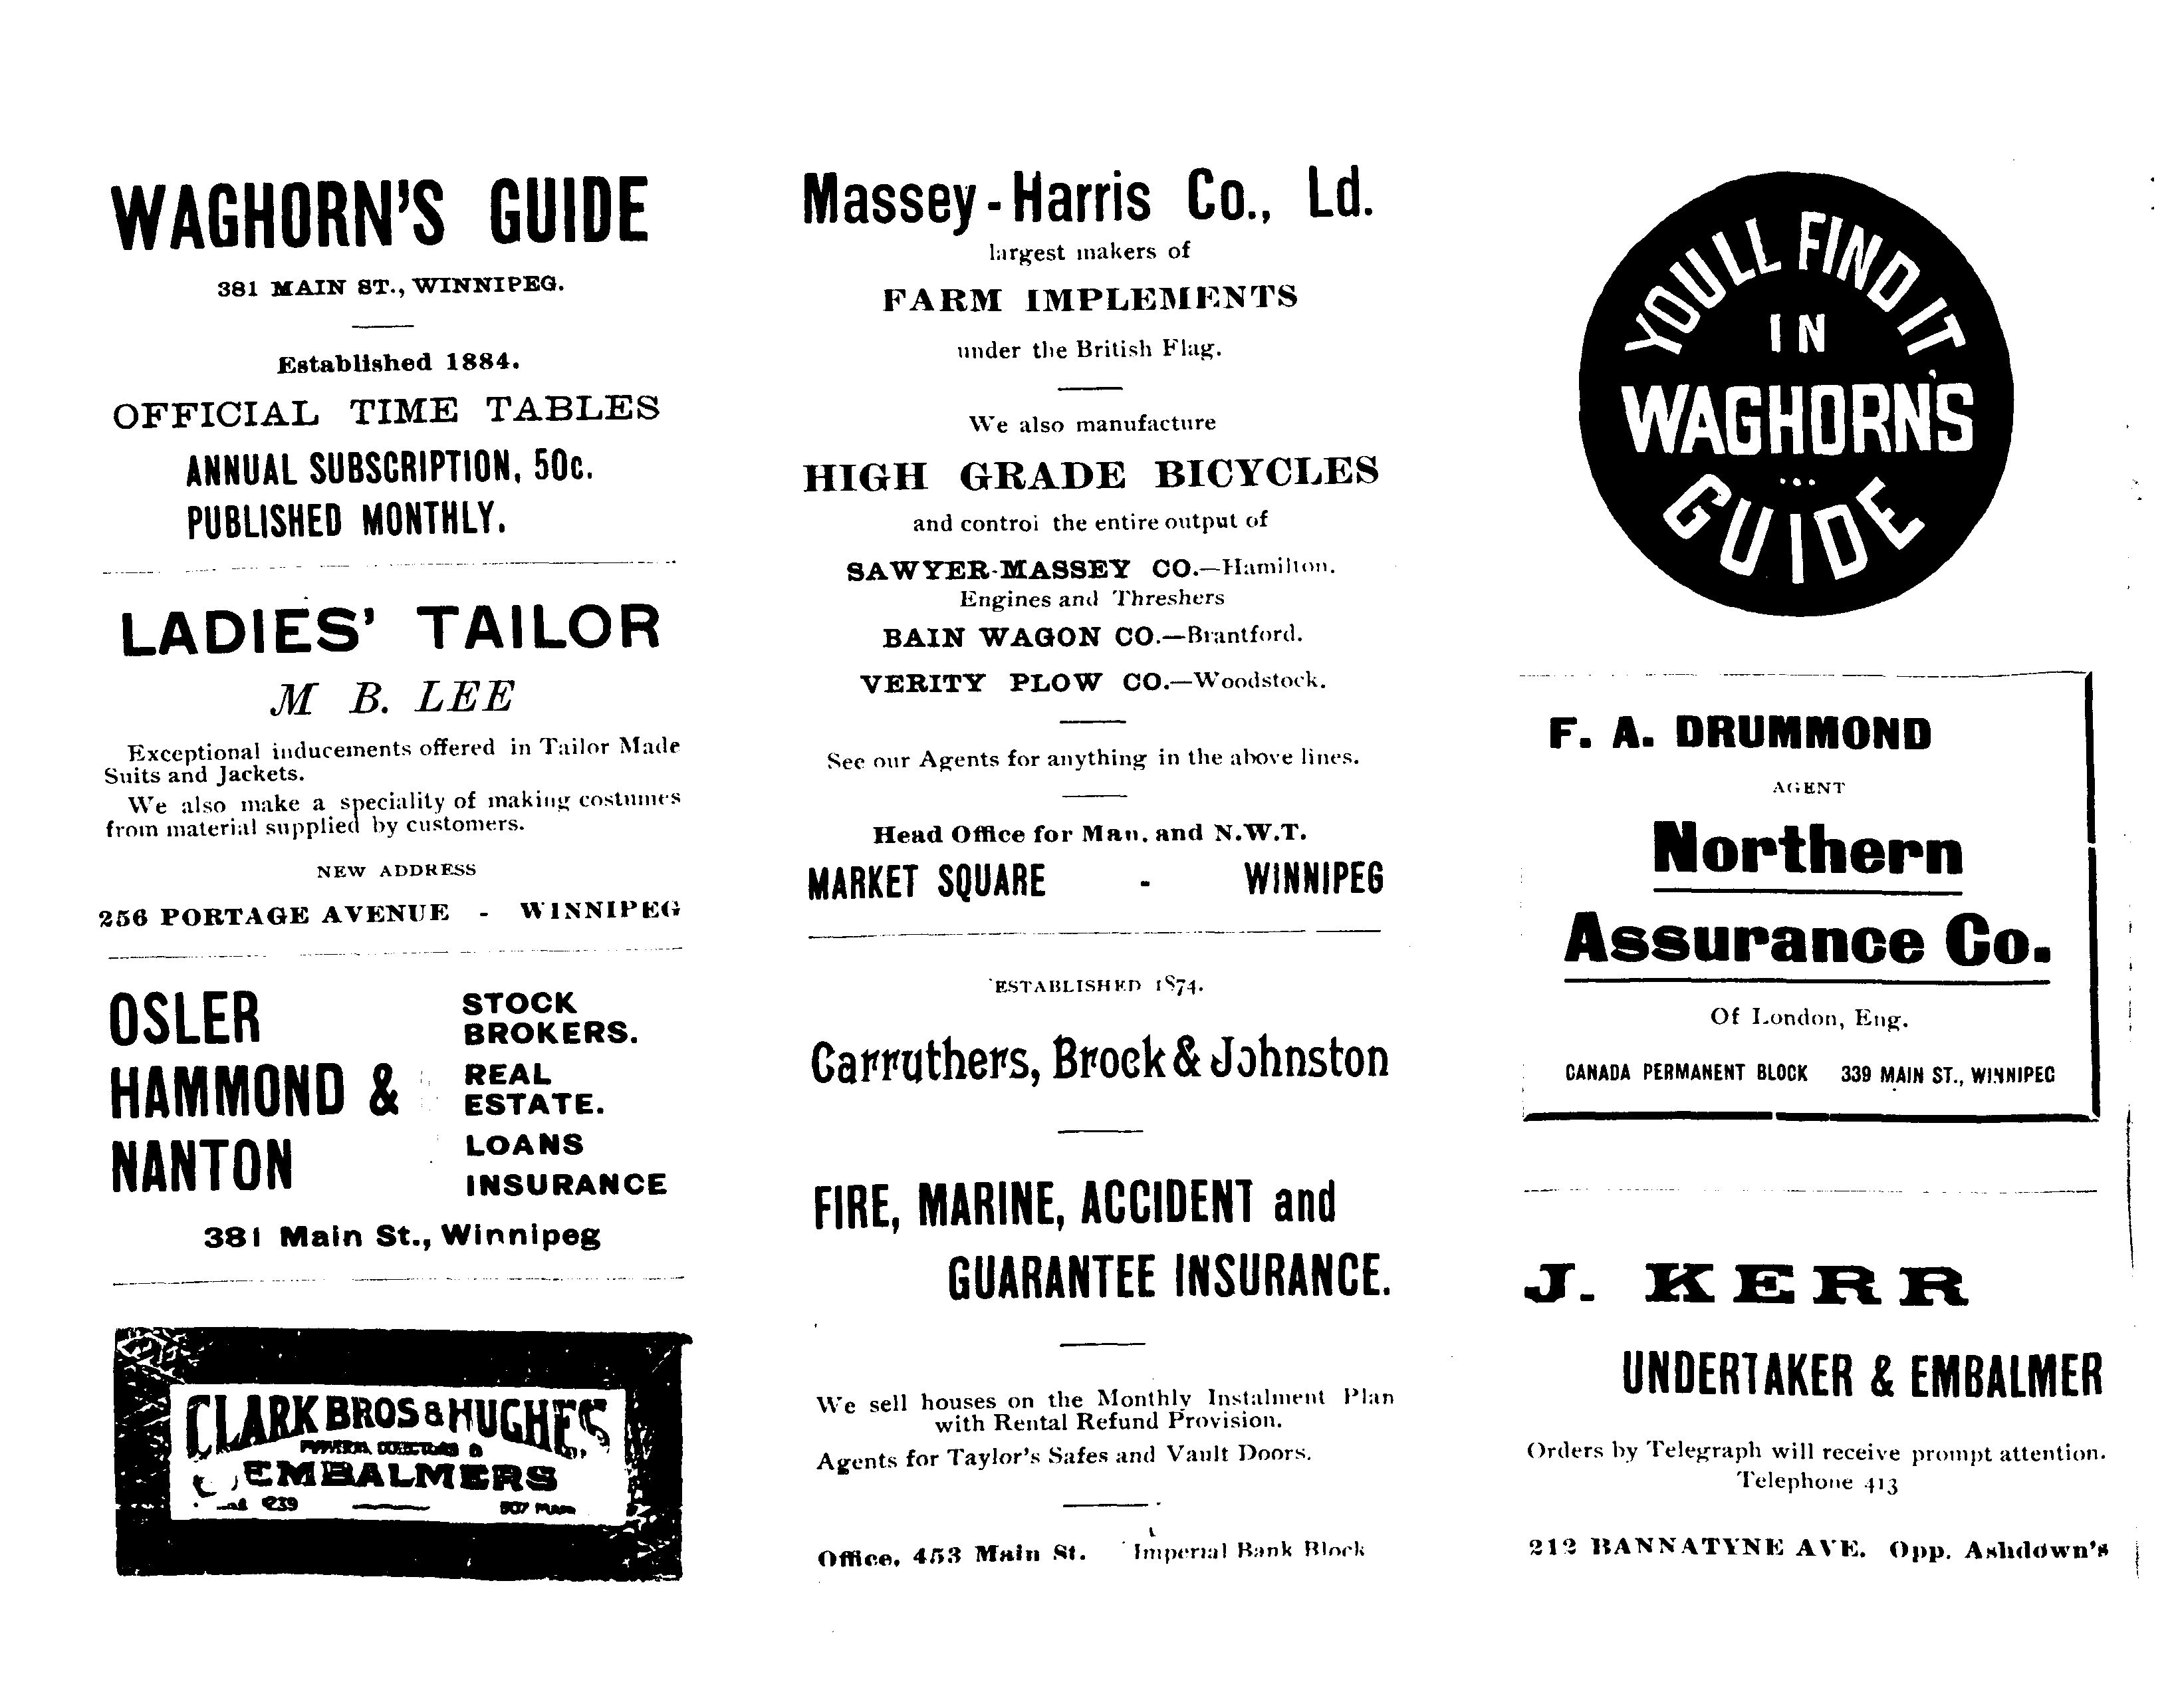 WAGHORN'S GUIDE
381 MAIN ST., WINNIPEG.
Established 1884.
OFFICIAL TIME TABLES
ANNUAL SUBSCRIPTION, 50c.
PUBLISHED MONTHLY.
LADIES' TAILOR
M B. LEE
Exceptional inducements offered in Tailor Made
Suits and Jackets.
We also make a speciality of making costumes
from material supplied by customers.
NEW ADDRESS
256 PORTAGE AVENUE - WINNIPEG
OSLER
HAMMOND &
NANTON
STOCK
BROKERS.
REAL
ESTATE.
LOANS
INSURANCE
381 Main St., Winnipeg
CLARK BROS & HUGHES,
EMBALMERS
239 507 Main
Massey-Harris Co., Ld.
largest makers of
FARM IMPLEMENTS
under the British Flag.
We also manufacture
HIGH GRADE BICYCLES
and control the entire output of
SAWYER-MASSEY CO.—Hamilton.
Engines and Threshers
BAIN WAGON CO.—Brantford.
VERITY PLOW CO.—Woodstock.
See our Agents for anything in the above lines.
Head Office for Man. and N.W.T.
MARKET SQUARE - WINNIPEG
ESTABLISHED 1874.
Carruthers, Brock & Johnston
FIRE, MARINE, ACCIDENT and
GUARANTEE INSURANCE.
We sell houses on the Monthly Instalment Plan
with Rental Refund Provision.
Agents for Taylor's Safes and Vault Doors.
Office, 453 Main St. Imperial Bank Block
YOULL FIND IT
IN
WAGHORN'S
...
GUIDE
F. A. DRUMMOND
AGENT
Northern
Assurance Co.
Of London, Eng.
CANADA PERMANENT BLOCK 339 MAIN ST., WINNIPEG
J. KERR
UNDERTAKER & EMBALMER
Orders by Telegraph will receive prompt attention.
Telephone 413
212 BANNATYNE AVE. Opp. Ashdown's